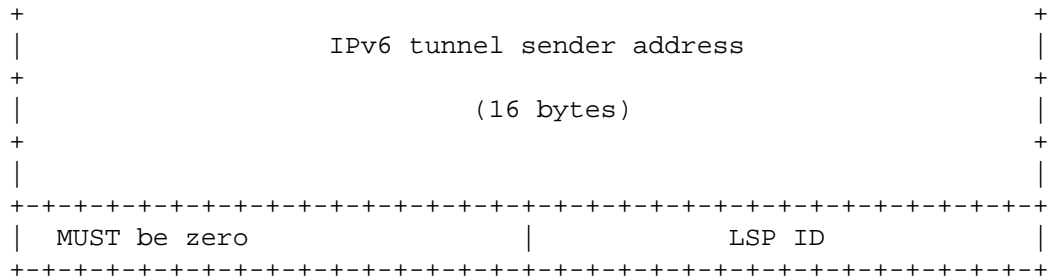 IPv6 tunnel sender address
(16 bytes)
MUST be zero LSP ID